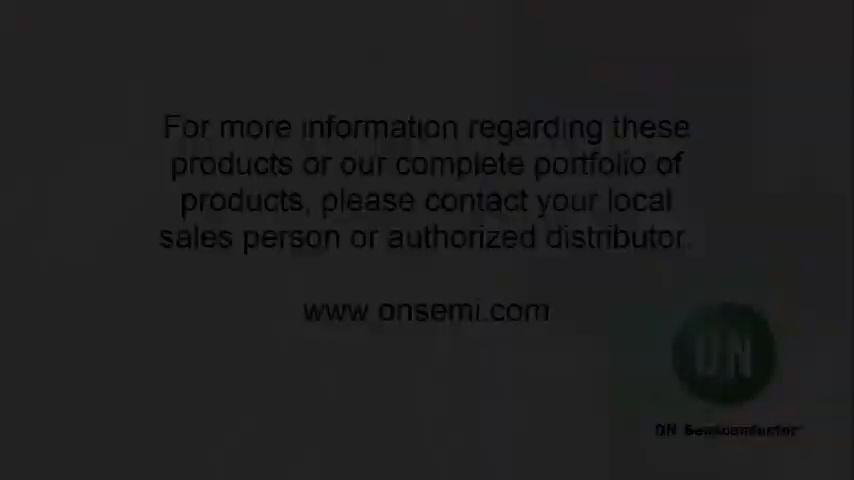 For more information regarding these
products or our complete portfolio of
products, please contact your local
sales person or authorized distributor.
www.onsemi.com
ON
ON Semiconductor